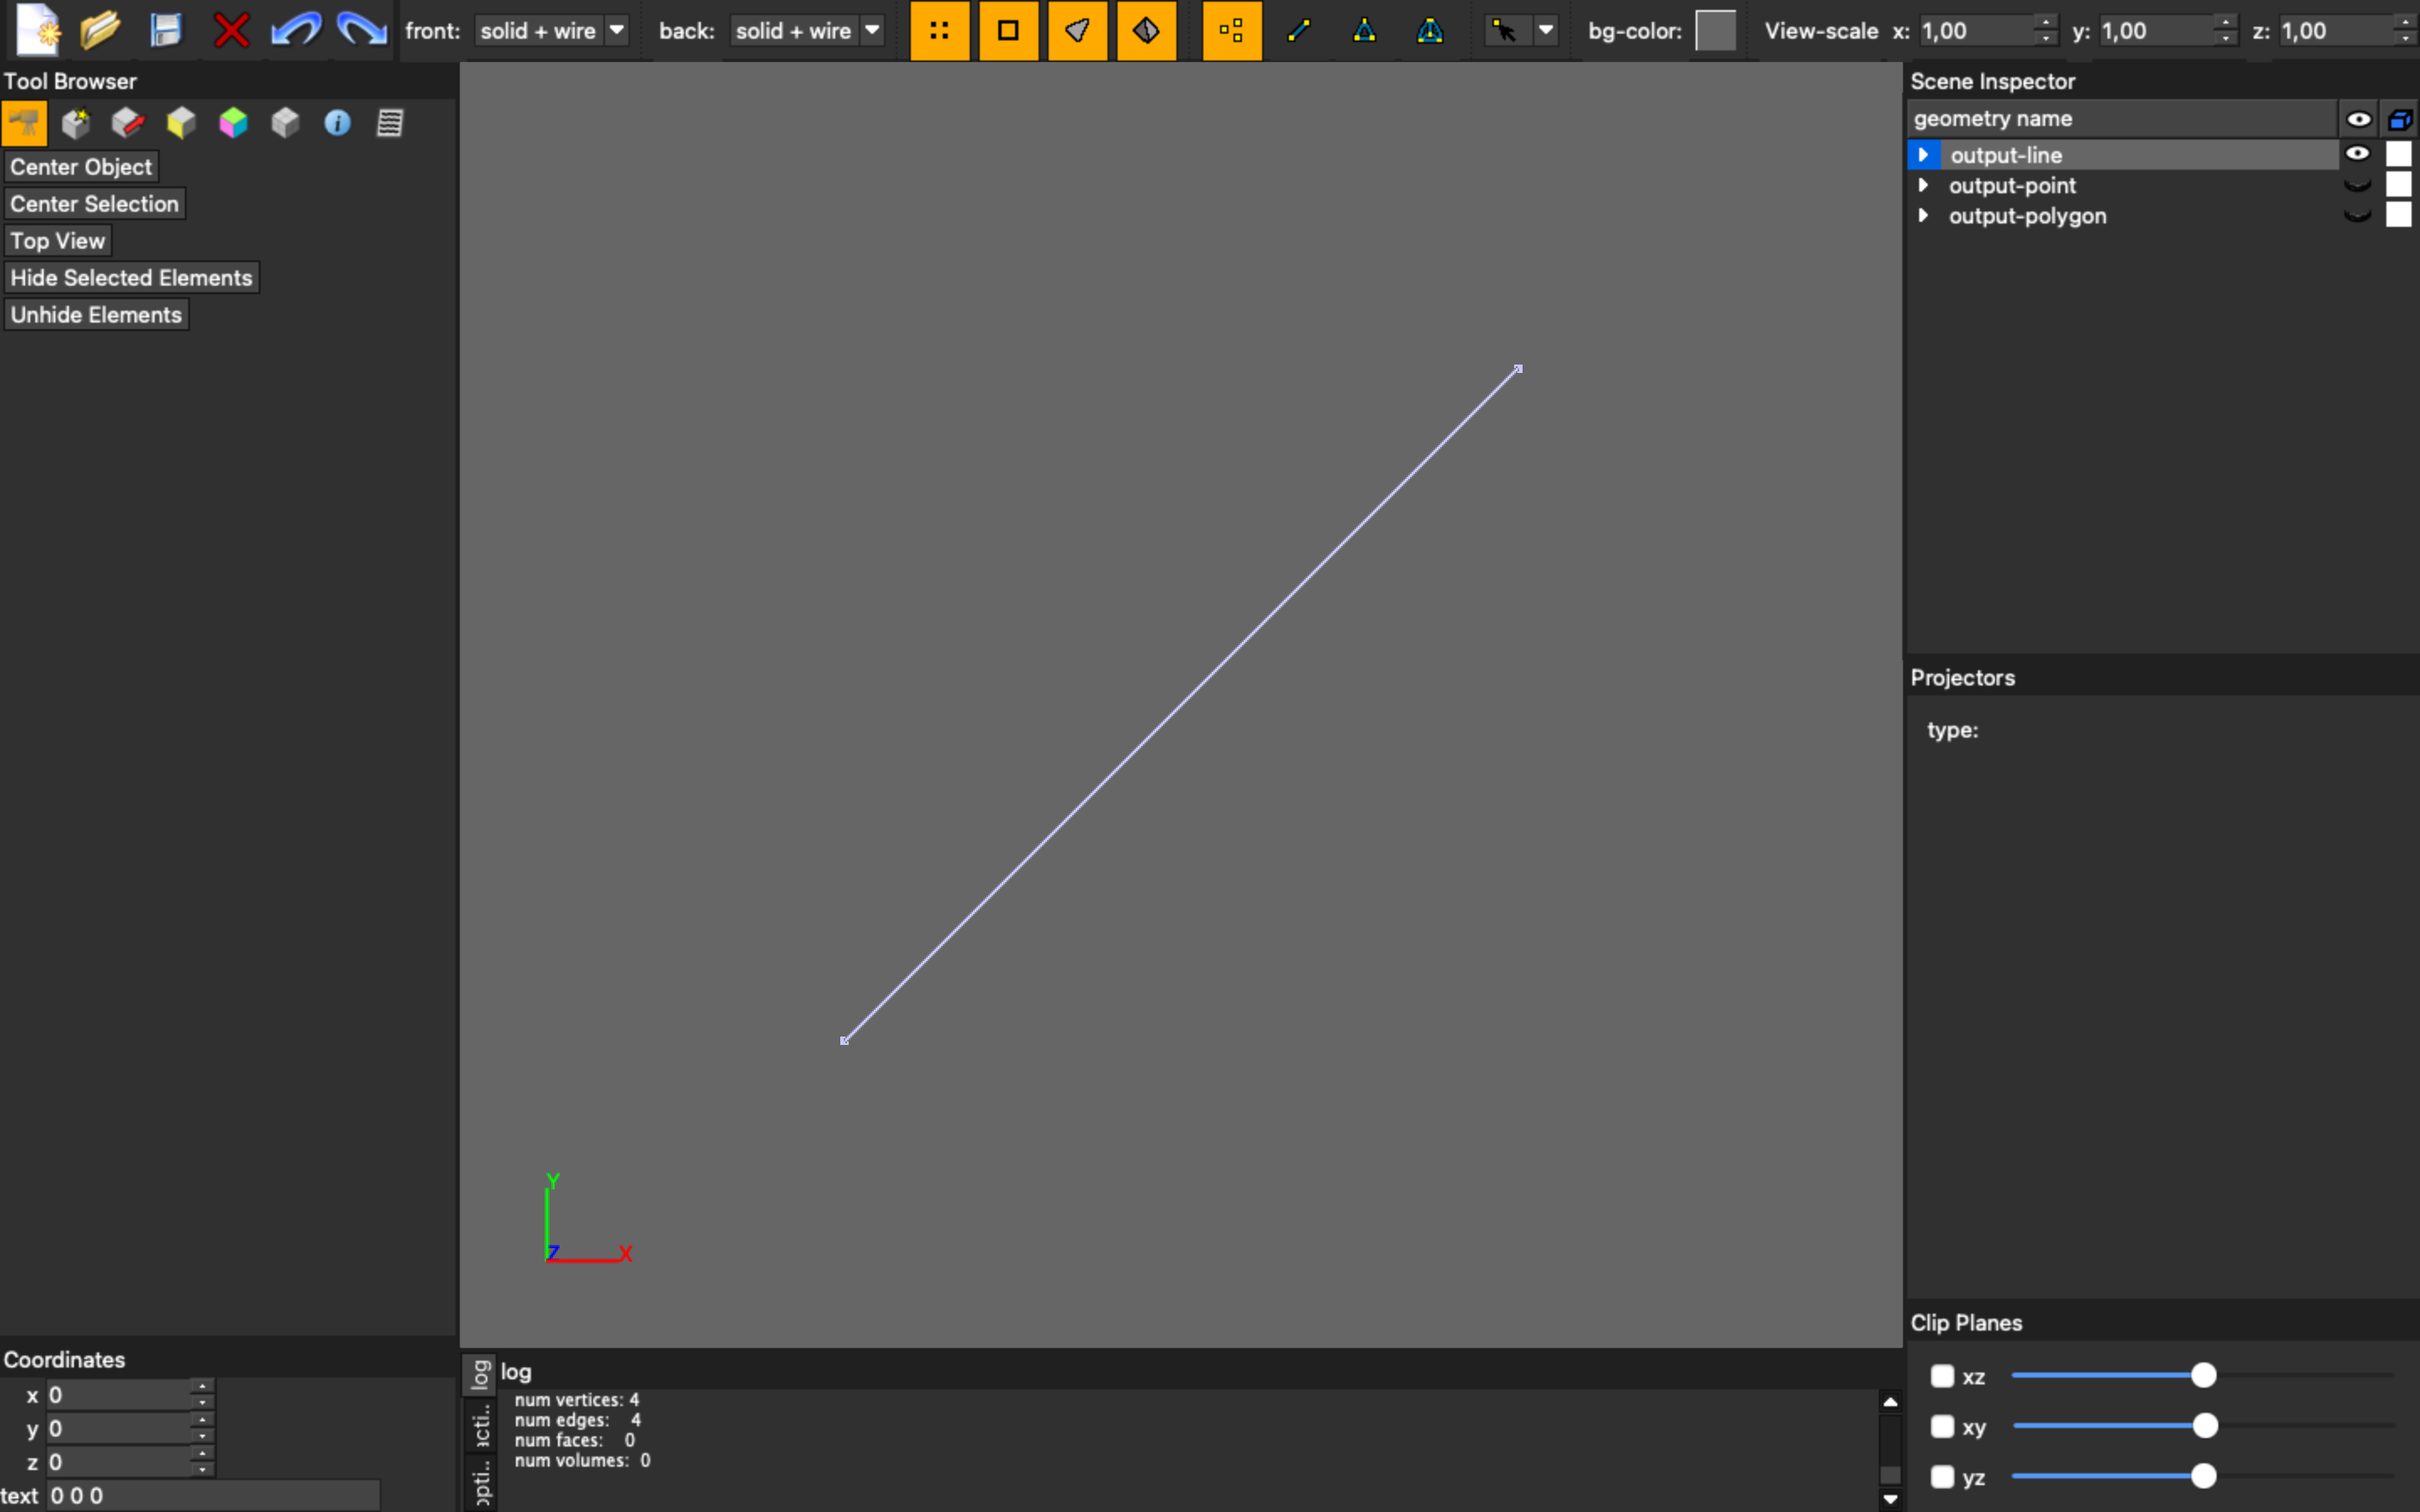 front: solid + wire back: solid + wire bg-color: View-scale x: 1,00 y: 1,00 z: 1,00
Tool Browser
Center Object
Center Selection
Top View
Hide Selected Elements
Unhide Elements
Scene Inspector
geometry name
output-line
output-point
output-polygon
Projectors
type:
Y
Z X
Clip Planes
xz
xy
yz
Coordinates
x 0
y 0
z 0
text 0 0 0
log
acti..
opti..
log
num vertices: 4
num edges: 4
num faces: 0
num volumes: 0